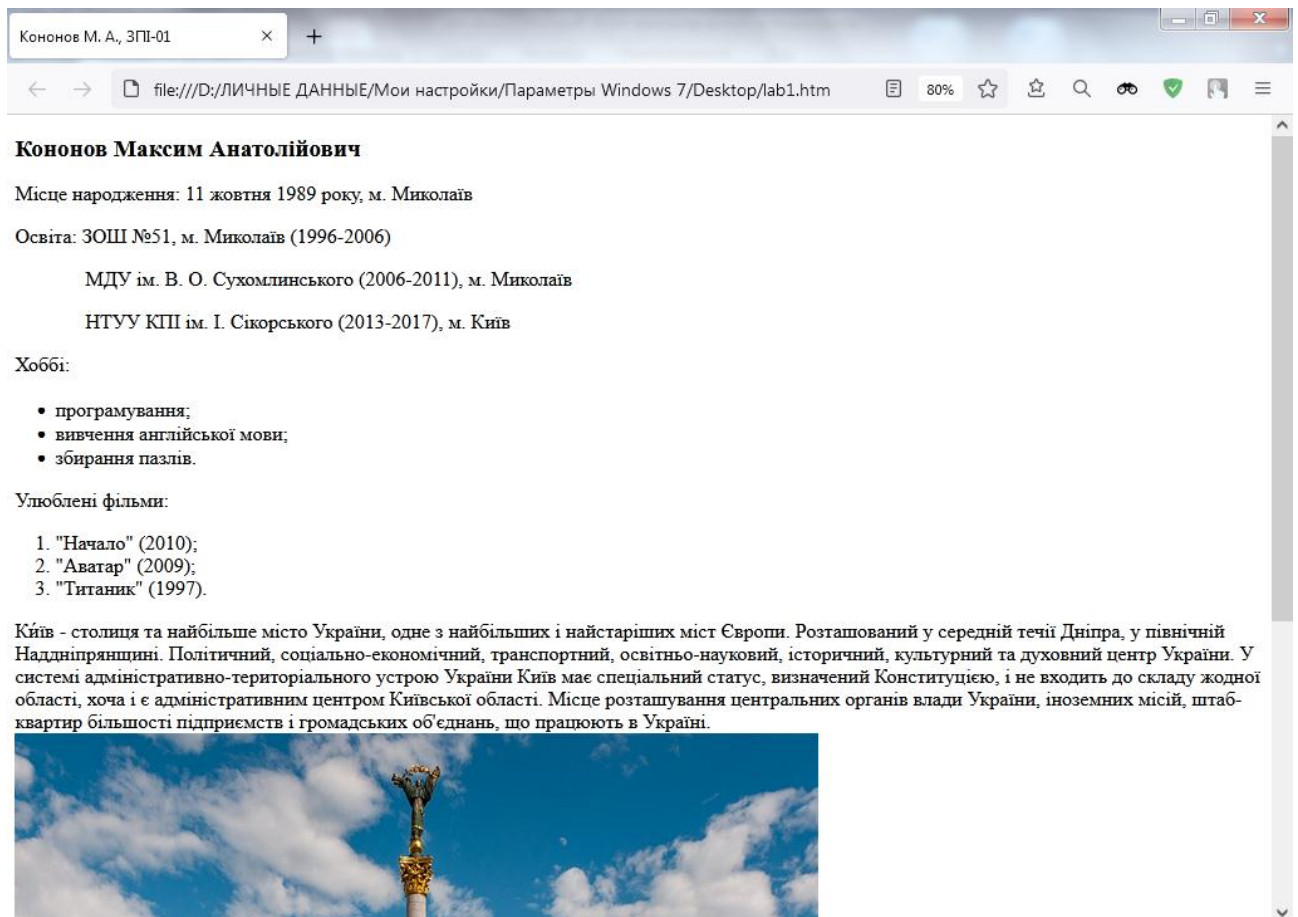 Кононов М. А., ЗПІ-01
file:///D:/ЛИЧНЫЕ ДАННЫЕ/Мои настройки/Параметры Windows 7/Desktop/lab1.htm
80%
Кононов Максим Анатолійович
Місце народження: 11 жовтня 1989 року, м. Миколаїв
Освіта: ЗОШ №51, м. Миколаїв (1996-2006)
МДУ ім. В. О. Сухомлинського (2006-2011), м. Миколаїв
НТУУ КПІ ім. І. Сікорського (2013-2017), м. Київ
Хоббі:
• програмування;
• вивчення англійської мови;
• збирання пазлів.
Улюблені фільми:
1. "Начало" (2010);
2. "Аватар" (2009);
3. "Титаник" (1997).
Ки́їв - столиця та найбільше місто України, одне з найбільших і найстаріших міст Європи. Розташований у середній течії Дніпра, у північній
Наддніпрянщині. Політичний, соціально-економічний, транспортний, освітньо-науковий, історичний, культурний та духовний центр України. У
системі адміністративно-територіального устрою України Київ має спеціальний статус, визначений Конституцією, і не входить до складу жодної
області, хоча і є адміністративним центром Київської області. Місце розташування центральних органів влади України, іноземних місій, штаб-
квартир більшості підприємств і громадських об'єднань, що працюють в Україні.